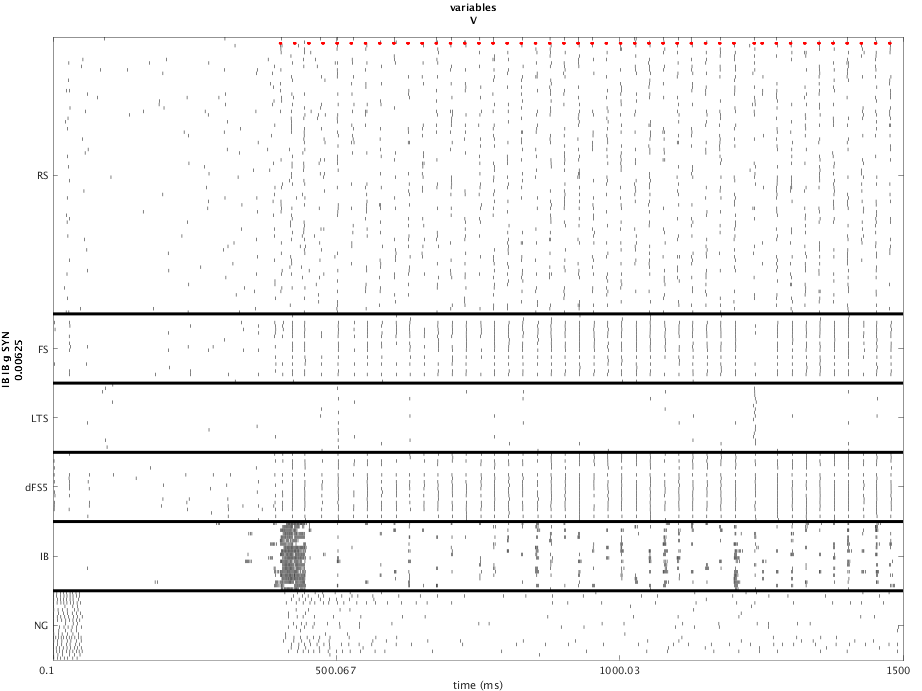 variables
V
RS
FS
LTS
dFS5
IB
NG
IB IB g SYN
0.00625
0.1
500.067
1000.03
1500
time (ms)